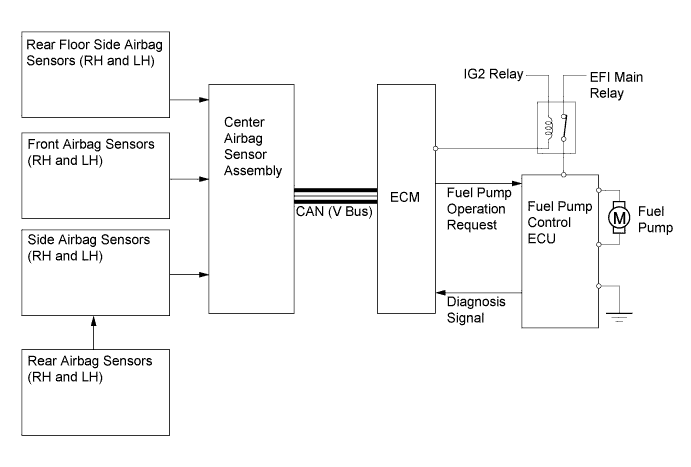 Rear Floor Side Airbag
Sensors (RH and LH)
Front Airbag Sensors
(RH and LH)
Side Airbag Sensors
(RH and LH)
Rear Airbag Sensors
(RH and LH)
Center
Airbag
Sensor
Assembly
CAN (V Bus)
ECM
IG2 Relay
EFI Main
Relay
Fuel Pump
Operation
Request
Diagnosis
Signal
Fuel Pump
Control
ECU
M
Fuel
Pump